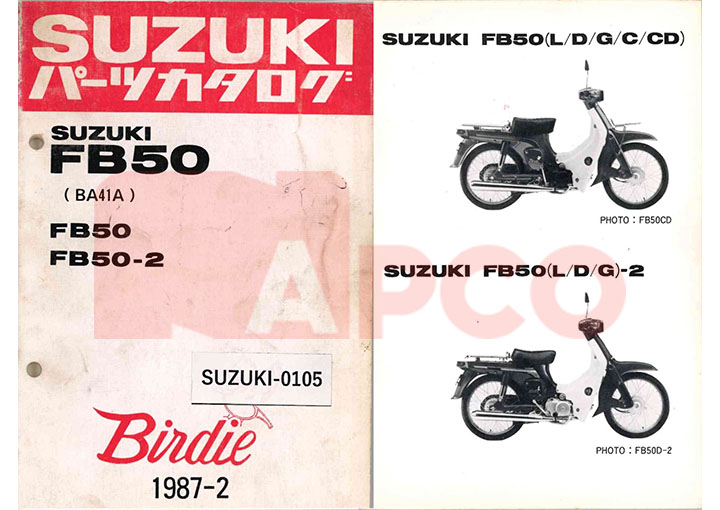 SUZUKI
パーツカタログ
SUZUKI
FB50
(BA41A)
FB50
FB50-2
SUZUKI-0105
Birdie
1987-2
SUZUKI FB50(L/D/G/C/CD)
PHOTO:FB50CD
SUZUKI FB50(L/D/G)-2
PHOTO:FB50D-2
NAPCO